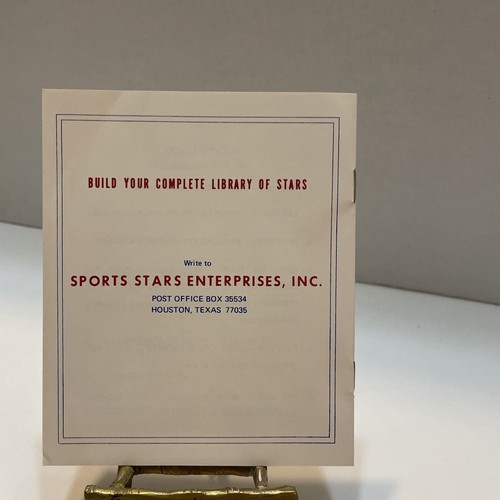 BUILD YOUR COMPLETE LIBRARY OF STARS
Write to
SPORTS STARS ENTERPRISES, INC.
POST OFFICE BOX 35534
HOUSTON, TEXAS 77035